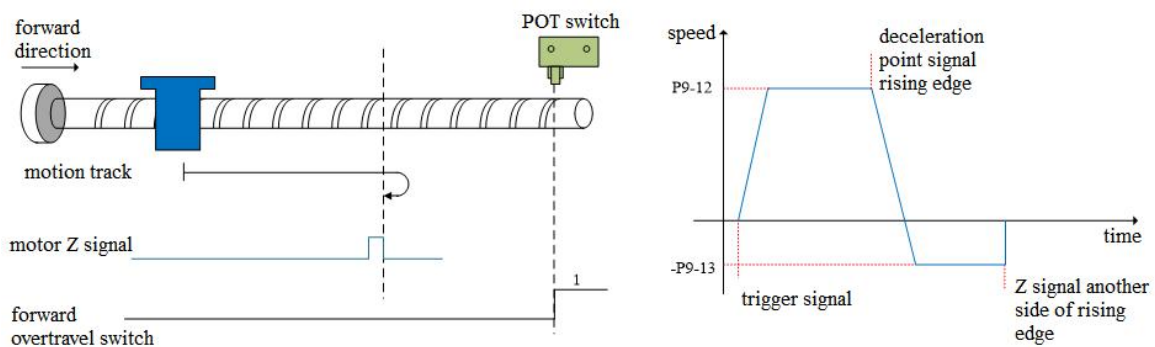 forward
direction
POT switch
motion track
motor Z signal
1
forward
overtravel switch
speed
deceleration
point signal
rising edge
P9-12
time
-P9-13
trigger signal
Z signal another
side of rising
edge